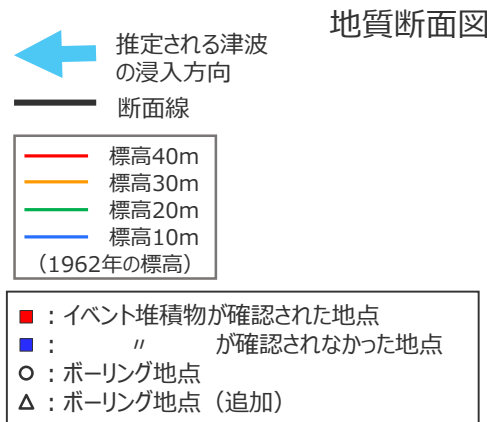 地質断面図
推定される津波
の浸入方向
断面線
標高40m
標高30m
標高20m
標高10m
（1962年の標高）
：イベント堆積物が確認された地点
：　　〃　　が確認されなかった地点
：ボーリング地点
：ボーリング地点（追加）